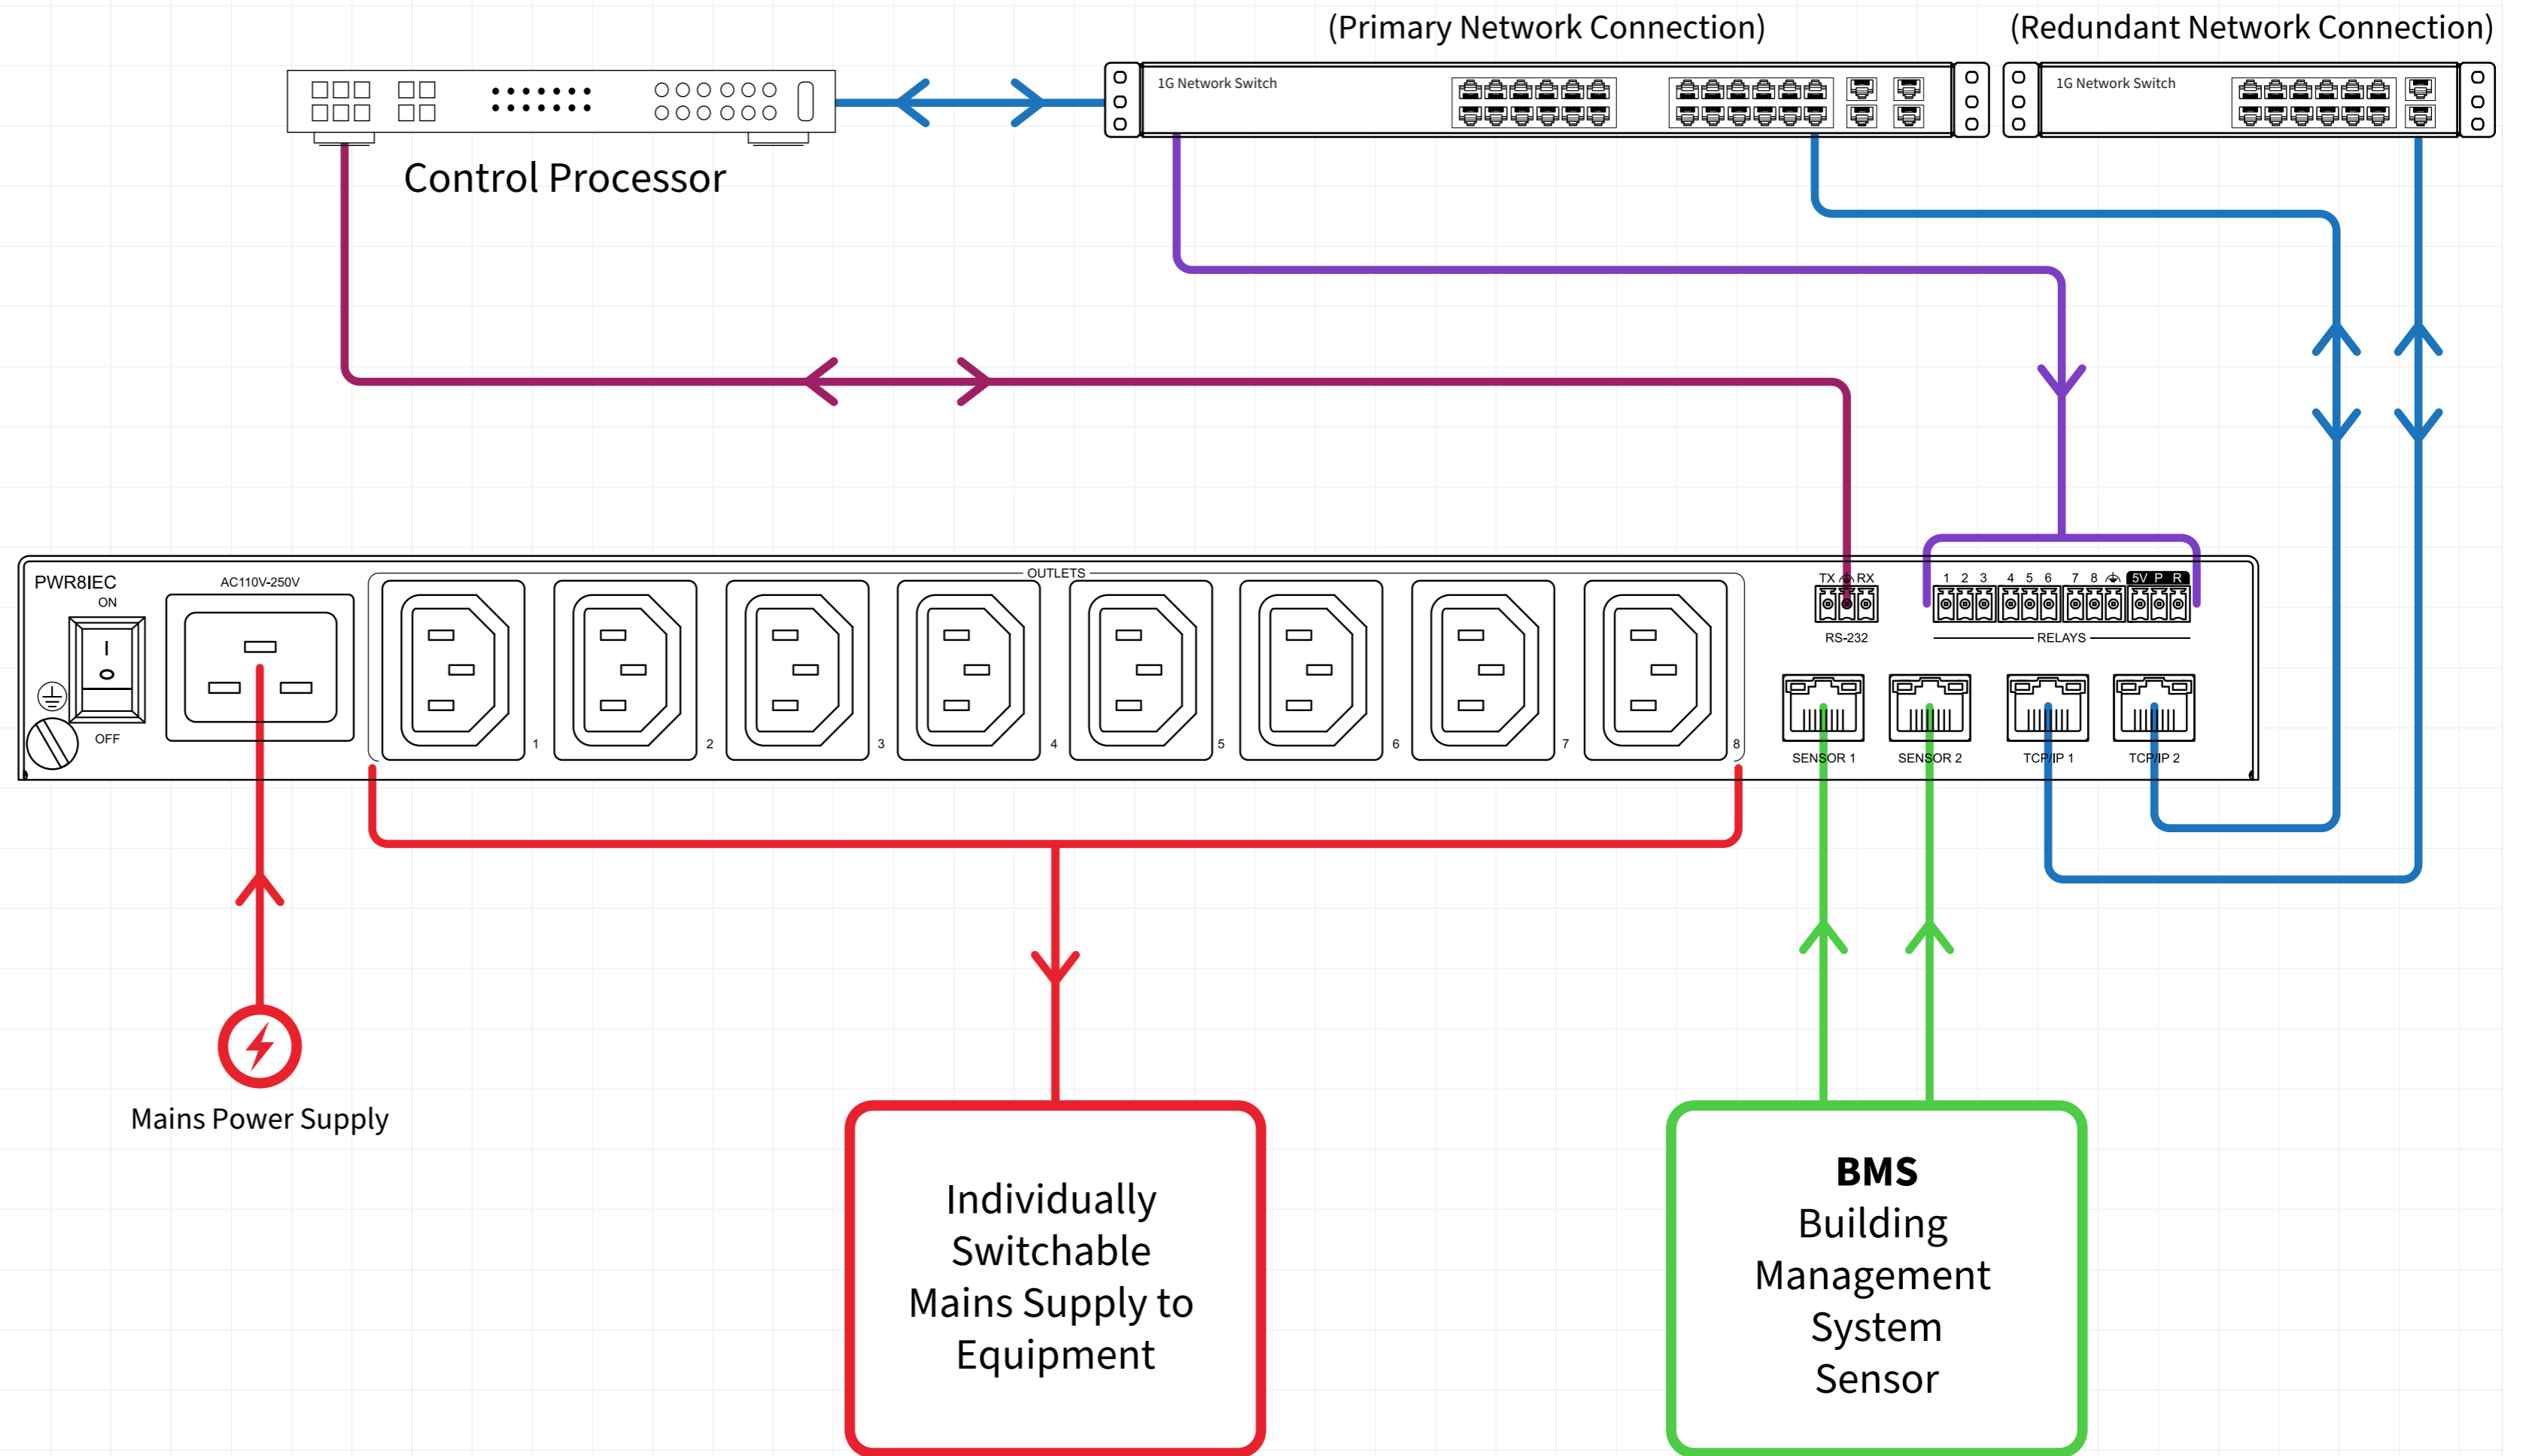 (Primary Network Connection)
(Redundant Network Connection)
1G Network Switch
1G Network Switch
Control Processor
PWR8IEC
ON
OFF
AC110V-250V
OUTLETS
1
2
3
4
5
6
7
8
TX RX
RS-232
1 2 3 4 5 6 7 8 5V P R
RELAYS
SENSOR 1
SENSOR 2
TCP/IP 1
TCP/IP 2
Mains Power Supply
Individually
Switchable
Mains Supply to
Equipment
BMS
Building
Management
System
Sensor